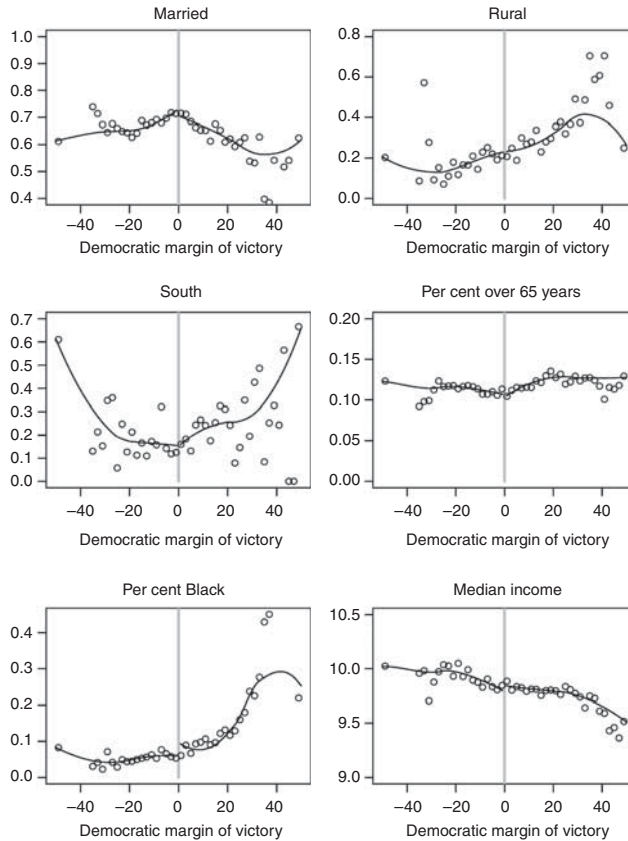 Married
Rural
1.0
0.9
0.8
0.7
0.6
0.5
0.4
0.8
0.6
0.4
0.2
0.0
−40 −20 0 20 40
−40 −20 0 20 40
Democratic margin of victory
Democratic margin of victory
South
Per cent over 65 years
0.7
0.6
0.5
0.4
0.3
0.2
0.1
0.0
0.20
0.15
0.10
0.05
0.00
−40 −20 0 20 40
−40 −20 0 20 40
Democratic margin of victory
Democratic margin of victory
Per cent Black
Median income
0.4
0.3
0.2
0.1
0.0
10.5
10.0
9.5
9.0
−40 −20 0 20 40
−40 −20 0 20 40
Democratic margin of victory
Democratic margin of victory